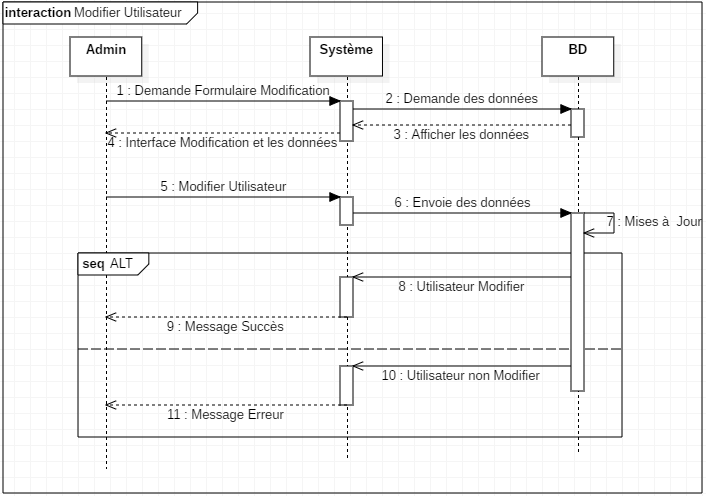 interaction Modifier Utilisateur
Admin
Système
BD
1 : Demande Formulaire Modification
2 : Demande des données
3 : Afficher les données
4 : Interface Modification et les données
5 : Modifier Utilisateur
6 : Envoie des données
7 : Mises à Jour
seq ALT
8 : Utilisateur Modifier
9 : Message Succès
10 : Utilisateur non Modifier
11 : Message Erreur